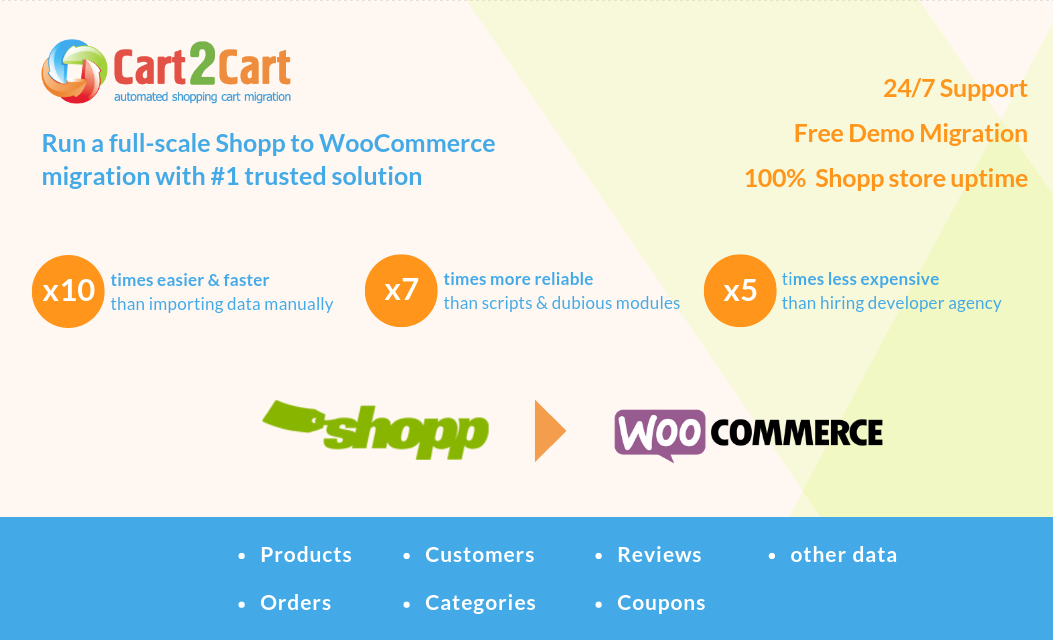 Cart2Cart
automated shopping cart migration
Run a full-scale Shopp to WooCommerce
migration with #1 trusted solution
24/7 Support
Free Demo Migration
100% Shopp store uptime
x10
times easier & faster
than importing data manually
x7
times more reliable
than scripts & dubious modules
x5
times less expensive
than hiring developer agency
shopp
WOO COMMERCE
• Products
• Customers
• Reviews
• other data
• Orders
• Categories
• Coupons